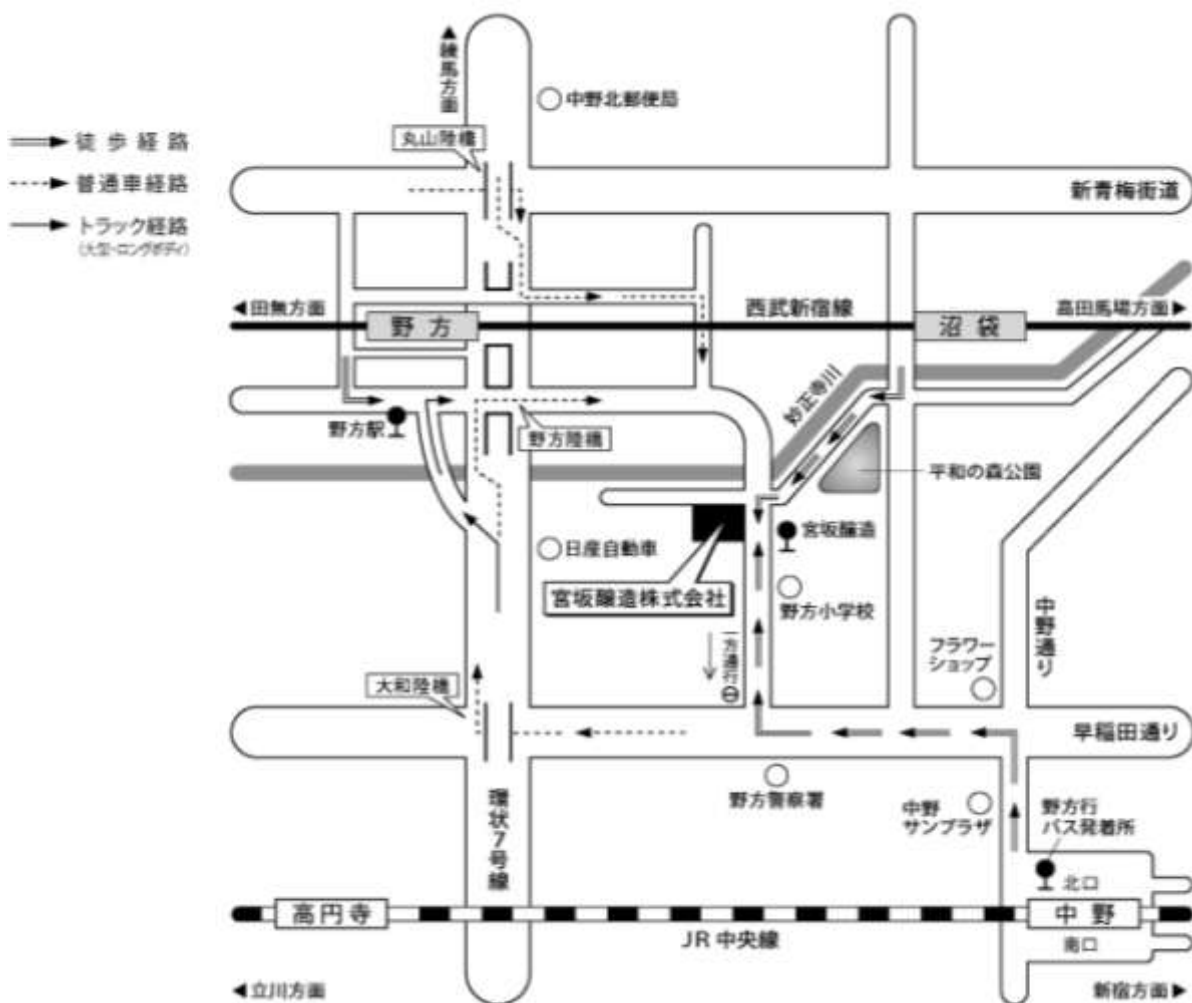 ▲練馬方面
中野北郵便局
徒歩経路
丸山陸橋
普通車経路
新青梅街道
トラック経路
(大型・ロングボディ)
◀田無方面
西武新宿線
高田馬場方面▶
野方
沼袋
妙正寺川
野方駅
野方陸橋
平和の森公園
宮坂醸造
日産自動車
宮坂醸造株式会社
野方小学校
中野通り
一方通行
フラワー
ショップ
大和陸橋
早稲田通り
野方警察署
中野
サンプラザ
野方行
バス発着所
環状7号線
北口
高円寺
中野
JR中央線
南口
◀立川方面
新宿方面▶